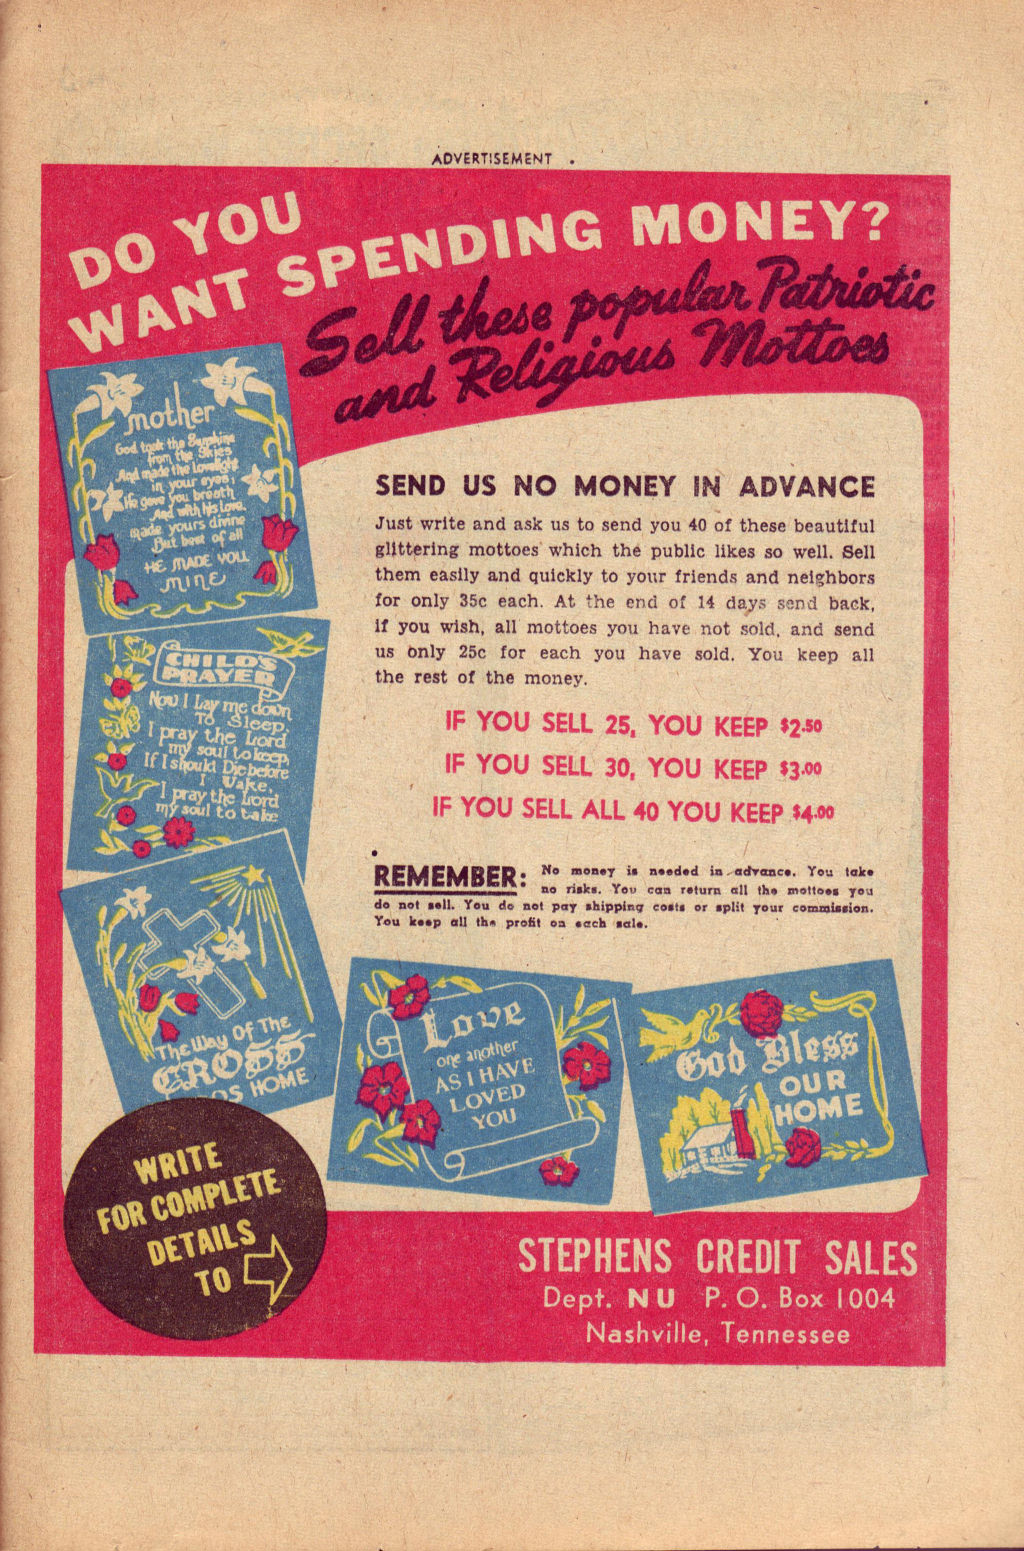 ADVERTISEMENT
DO YOU
WANT SPENDING MONEY?
Sell these popular Patriotic
and Religious Mottoes
mother
God took the Sunshine
from the Skies
And made the Lovelight
in your eyes,
He gave you breath
And with his Love
made yours divine
But best of all
HE MADE YOU
MINE
SEND US NO MONEY IN ADVANCE
Just write and ask us to send you 40 of these beautiful
glittering mottoes which the public likes so well. Sell
them easily and quickly to your friends and neighbors
for only 35c each. At the end of 14 days send back,
if you wish, all mottoes you have not sold, and send
us only 25c for each you have sold. You keep all
the rest of the money.
IF YOU SELL 25, YOU KEEP $2.50
IF YOU SELL 30, YOU KEEP $3.00
IF YOU SELL ALL 40 YOU KEEP $4.00
CHILD'S
PRAYER
Now I Lay me down
To Sleep,
I pray the Lord
my soul to keep,
If I should Die before
I Wake,
I pray the Lord
my soul to take
REMEMBER: No money is needed in advance. You take
no risks. You can return all the mottoes you
do not sell. You do not pay shipping costs or split your commission.
You keep all the profit on each sale.
The Way Of The
CROSS
HOME
Love
one another
AS I HAVE
LOVED
YOU
God Bless
OUR
HOME
WRITE
FOR COMPLETE
DETAILS
TO
STEPHENS CREDIT SALES
Dept. NU P. O. Box 1004
Nashville, Tennessee